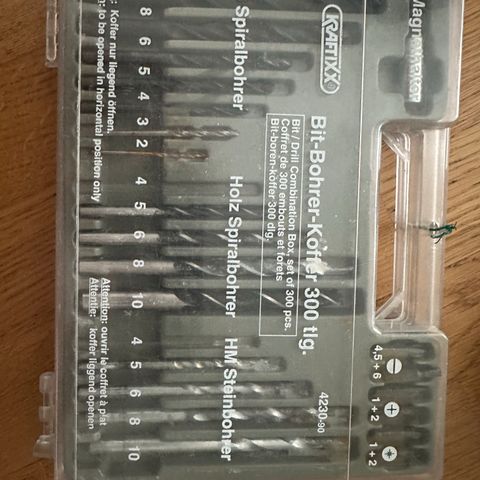 Magnethalter
KRAFTIXX
Bit-Bohrer-Koffer 300 tlg.
4230-90
Bit / Drill Combination Box, set of 300 pcs.
Coffret de 300 embouts et forets
Bit-boren-köffer 300 dlg.
4,5 + 6
1 + 2
1 + 2
Spiralbohrer
Holz Spiralbohrer
HM Steinbohrer
8 6 5 4 3 2
4 5 6 8 10
4 5 6 8 10
Koffer nur liegend öffnen.
to be opened in horizontal position only
Attention: ouvrir le coffret à plat
Attentie: koffer liggend openen